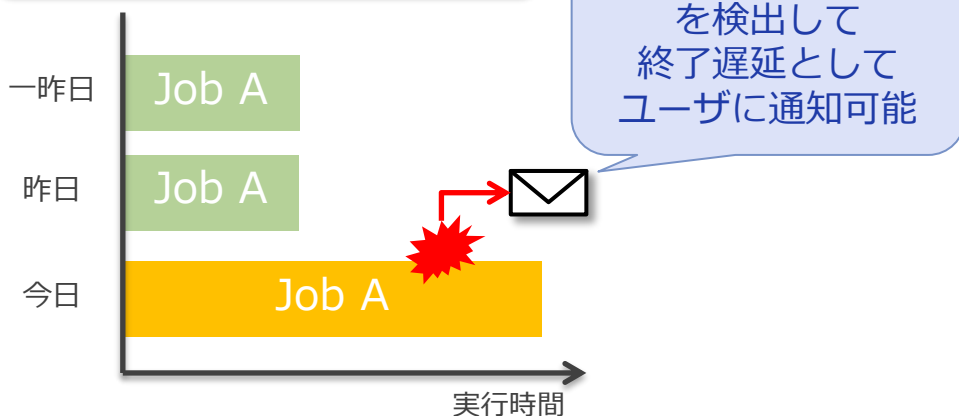 を検出して
終了遅延として
ユーザに通知可能
一昨日
Job A
昨日
Job A
今日
Job A
実行時間